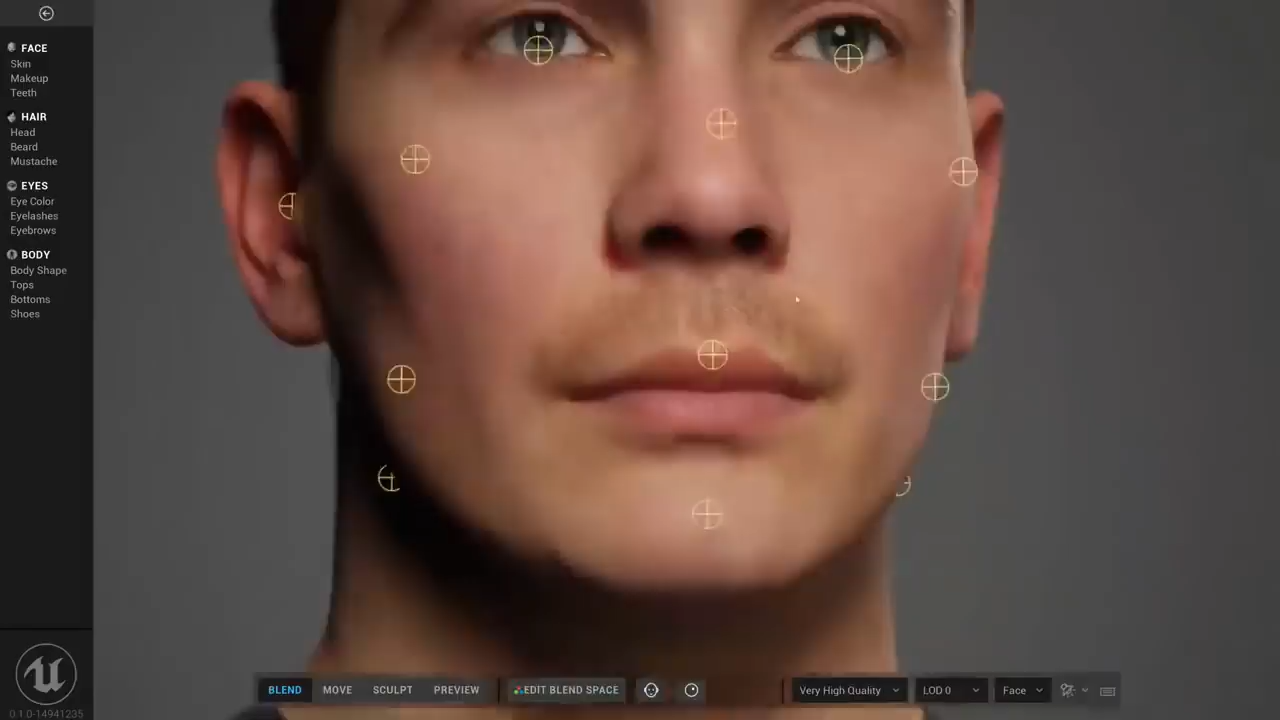 FACE
Skin
Makeup
Teeth
HAIR
Head
Beard
Mustache
EYES
Eye Color
Eyelashes
Eyebrows
BODY
Body Shape
Tops
Bottoms
Shoes
0.1.0-14941235
BLEND MOVE SCULPT PREVIEW EDIT BLEND SPACE Very High Quality LOD 0 Face